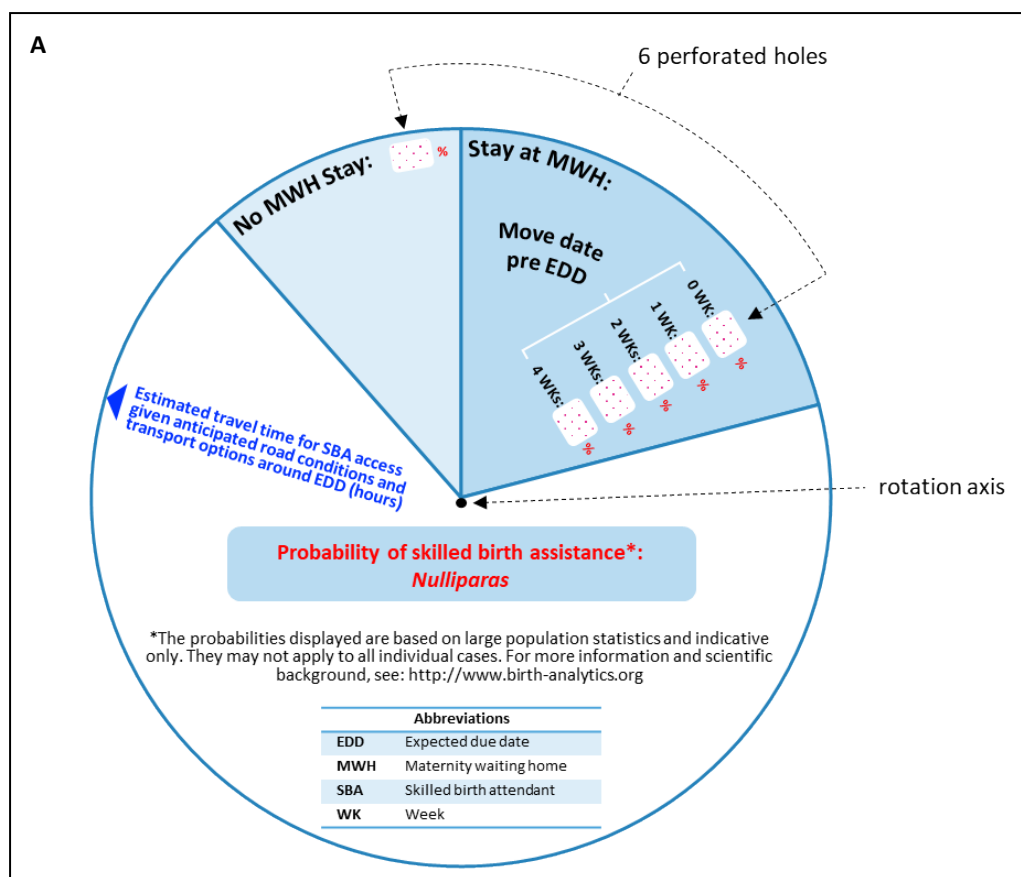 A
6 perforated holes
No MWH Stay:
%
Stay at MWH:
Move date
pre EDD
0 WK:
%
1 WK:
%
2 WKs:
%
3 WKs:
%
4 WKs:
%
Estimated travel time for SBA access
given anticipated road conditions and
transport options around EDD (hours)
rotation axis
Probability of skilled birth assistance*:
Nulliparas
*The probabilities displayed are based on large population statistics and indicative
only. They may not apply to all individual cases. For more information and scientific
background, see: http://www.birth-analytics.org
Abbreviations
EDD Expected due date
MWH Maternity waiting home
SBA Skilled birth attendant
WK Week